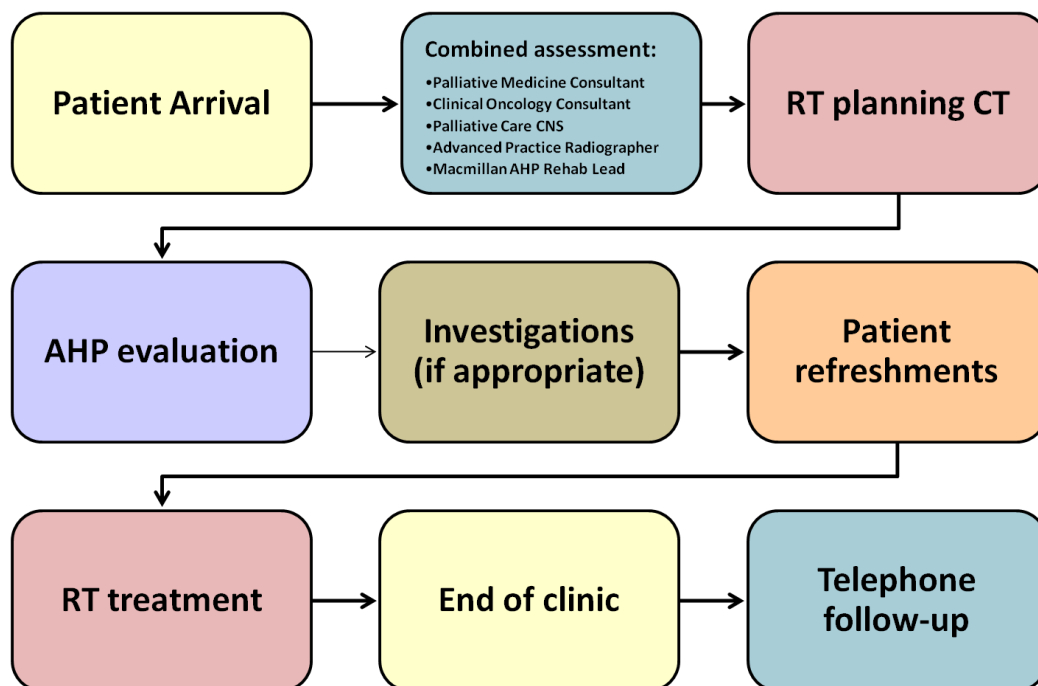 Patient Arrival
Combined assessment:
•Palliative Medicine Consultant
•Clinical Oncology Consultant
•Palliative Care CNS
•Advanced Practice Radiographer
•Macmillan AHP Rehab Lead
RT planning CT
AHP evaluation
Investigations
(if appropriate)
Patient
refreshments
RT treatment
End of clinic
Telephone
follow-up